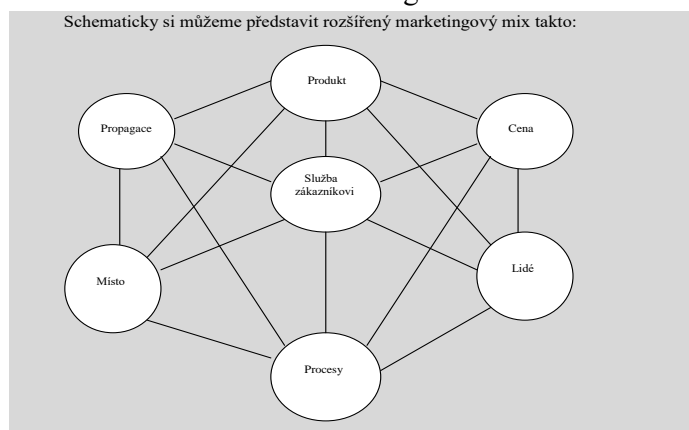 Schematicky si můžeme představit rozšířený marketingový mix takto:
Produkt
Propagace
Cena
Služba
zákazníkovi
Místo
Lidé
Procesy